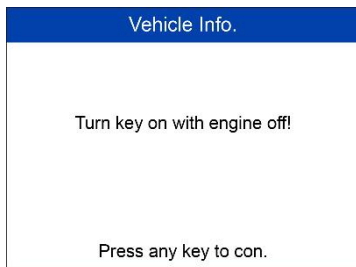 Vehicle Info.
Turn key on with engine off!
Press any key to con.